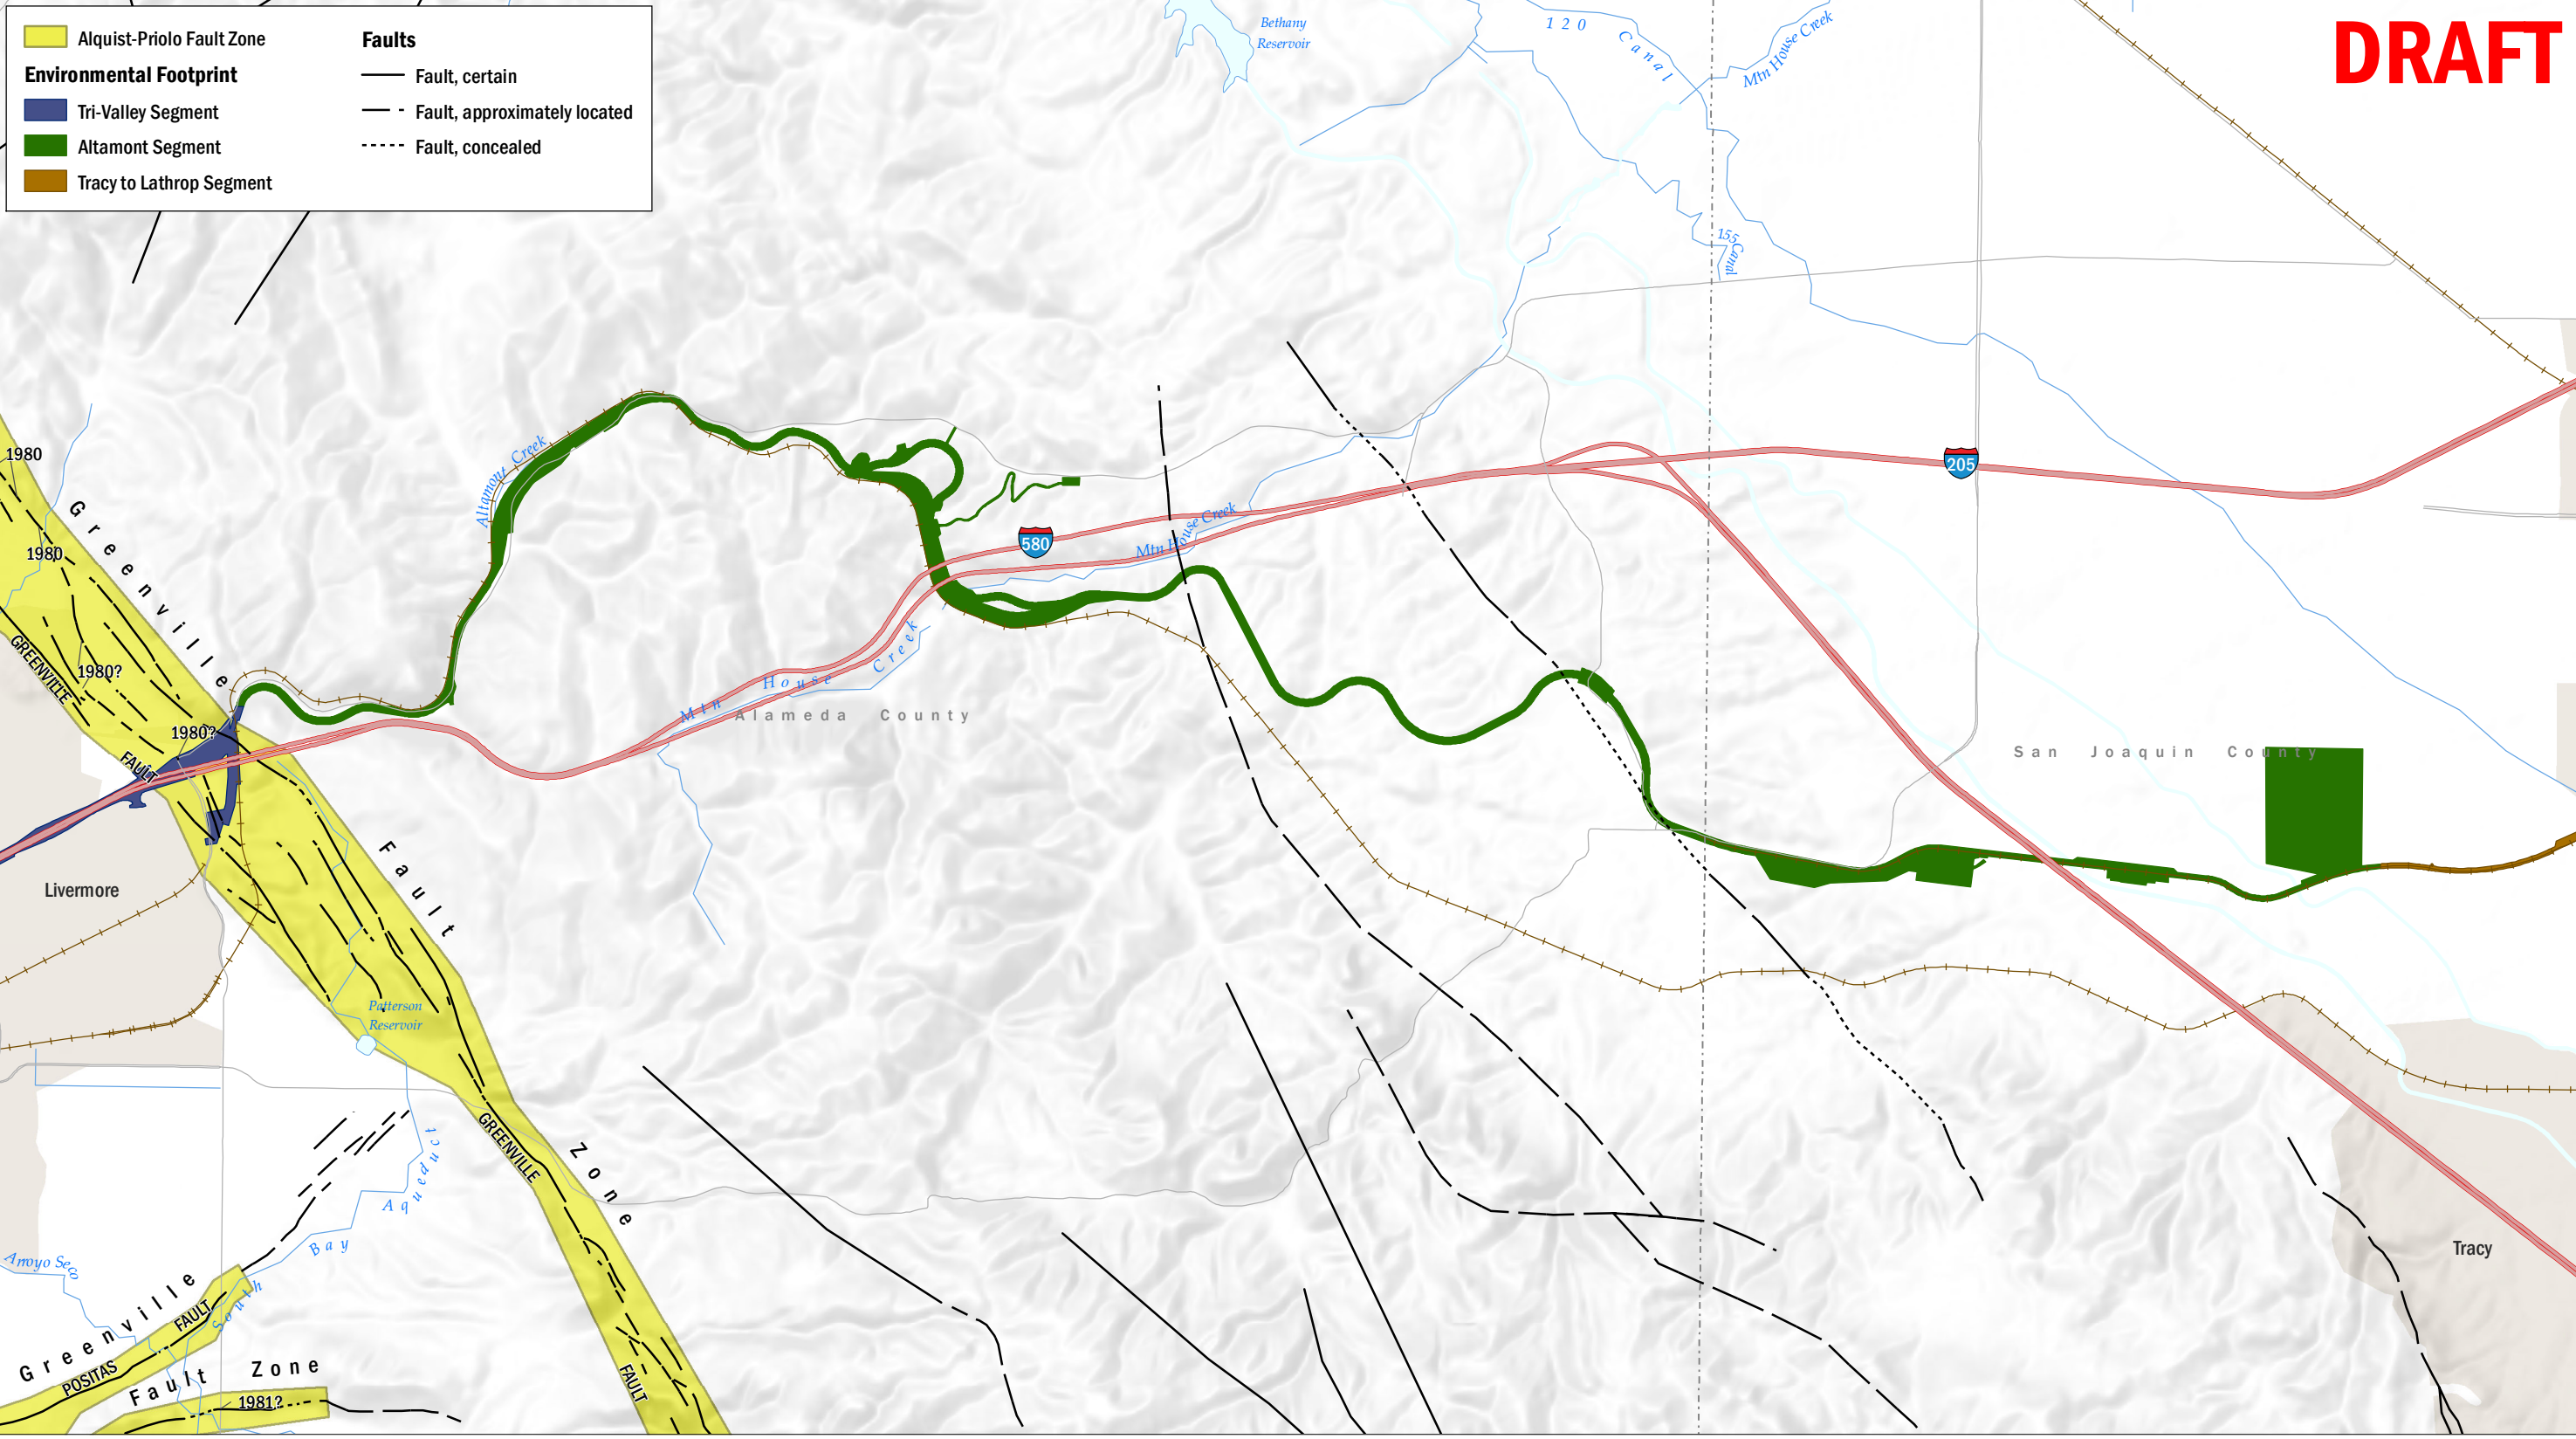 Alquist-Priolo Fault Zone
Environmental Footprint
Tri-Valley Segment
Altamont Segment
Tracy to Lathrop Segment
Faults
Fault, certain
Fault, approximately located
Fault, concealed
DRAFT
Bethany
Reservoir
120 Canal
Mtn House Creek
155 Canal
205
580
Altamont Creek
Mtn House Creek
Mtn House Creek
Alameda County
San Joaquin County
1980
1980
1980?
1980?
Greenville Fault Zone
GREENVILLE FAULT
Livermore
Patterson
Reservoir
GREENVILLE FAULT
South Bay Aqueduct
Arroyo Seco
Greenville Fault Zone
POSITAS FAULT
1981?
Tracy